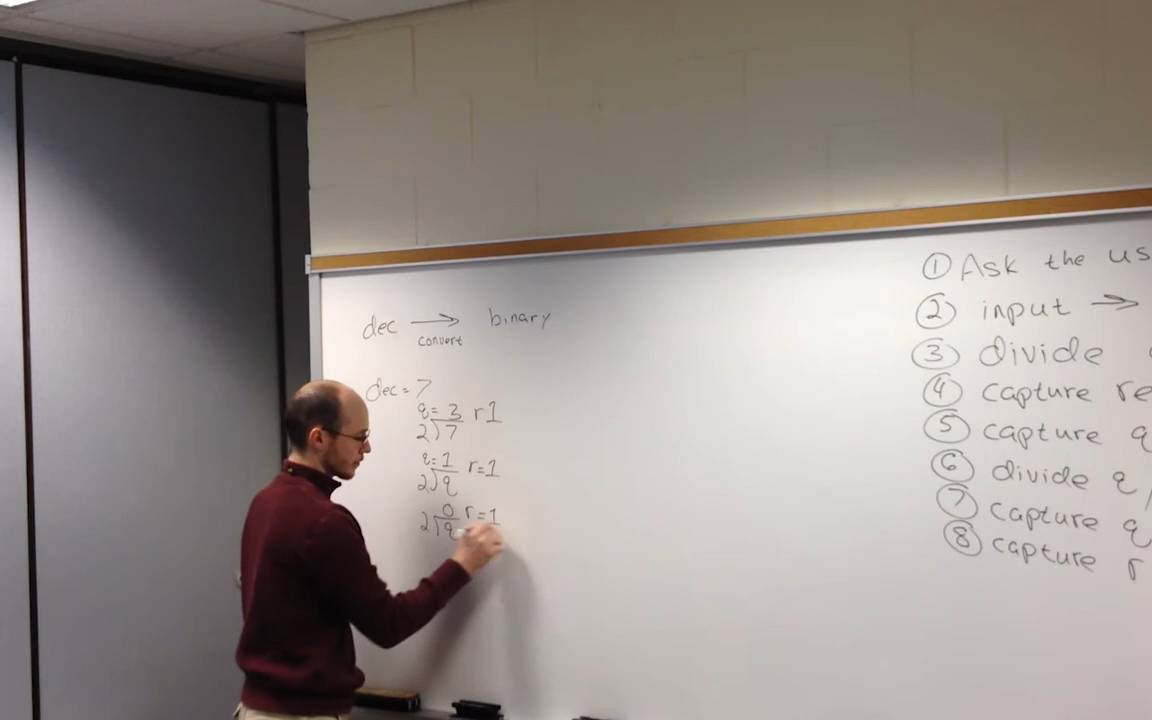 dec → binary
convert
dec = 7
q = 3 r1
2)7
q = 1 r=1
2)q
0 r=1
2)q
① Ask the us
② input →
③ divide
④ capture re
⑤ capture q
⑥ divide q
⑦ capture q
⑧ capture r